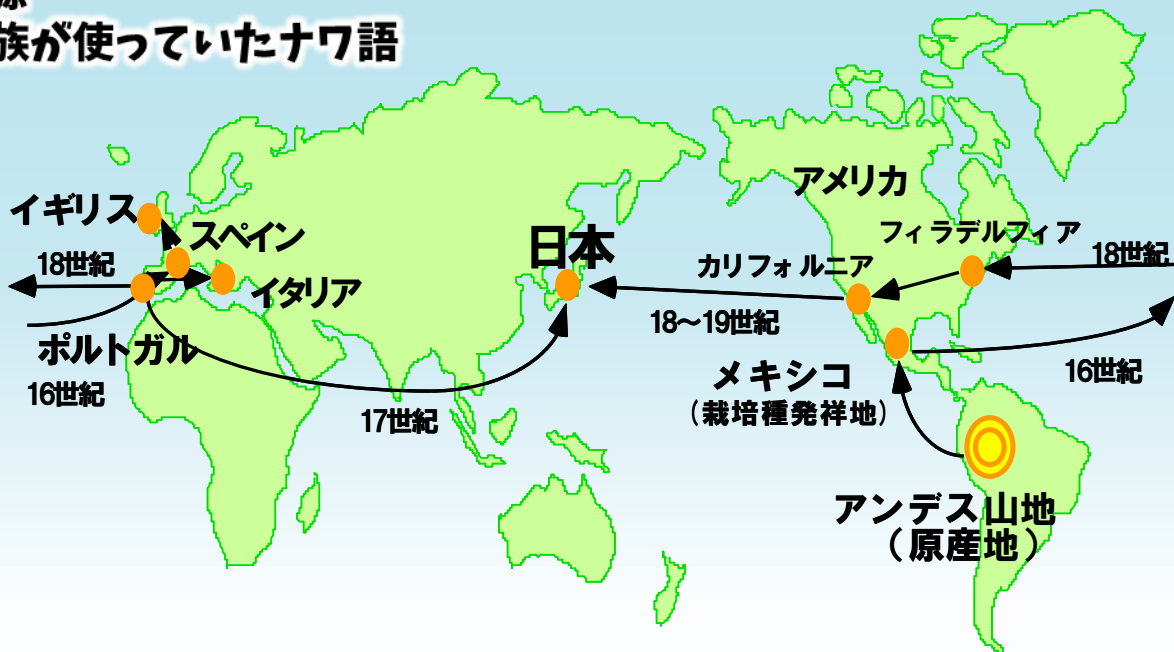 源
族が使っていたナワ語
アメリカ
イギリス
スペイン
フィラデルフィア
日本
18世紀
18世紀
カリフォルニア
イタリア
18〜19世紀
ポルトガル
メキシコ
16世紀
16世紀
(栽培種発祥地)
17世紀
アンデス山地
(原産地)